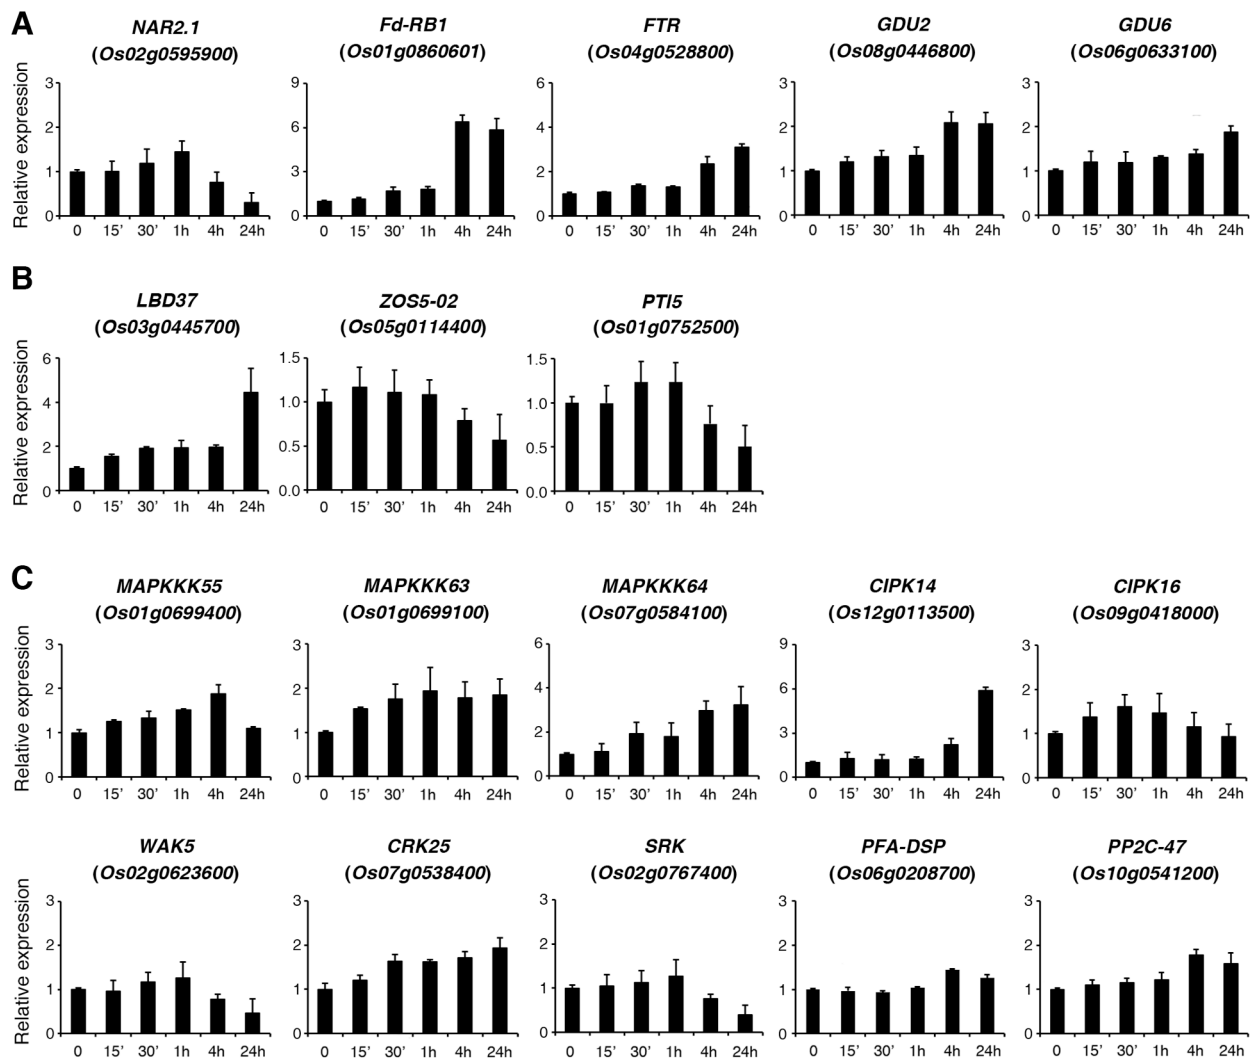 A
NAR2.1
(Os02g0595900)
Fd-RB1
(Os01g0860601)
FTR
(Os04g0528800)
GDU2
(Os08g0446800)
GDU6
(Os06g0633100)
Relative expression
3
2
1
0
0 15’ 30’ 1h 4h 24h
9
6
3
0
0 15’ 30’ 1h 4h 24h
6
4
2
0
0 15’ 30’ 1h 4h 24h
3
2
1
0
0 15’ 30’ 1h 4h 24h
3
2
1
0
0 15’ 30’ 1h 4h 24h
B
LBD37
(Os03g0445700)
ZOS5-02
(Os05g0114400)
PTI5
(Os01g0752500)
Relative expression
6
4
2
0
0 15’ 30’ 1h 4h 24h
1.5
1.0
0.5
0.0
0 15’ 30’ 1h 4h 24h
1.5
1.0
0.5
0.0
0 15’ 30’ 1h 4h 24h
C
MAPKKK55
(Os01g0699400)
MAPKKK63
(Os01g0699100)
MAPKKK64
(Os07g0584100)
CIPK14
(Os12g0113500)
CIPK16
(Os09g0418000)
Relative expression
3
2
1
0
0 15’ 30’ 1h 4h 24h
3
2
1
0
0 15’ 30’ 1h 4h 24h
6
4
2
0
0 15’ 30’ 1h 4h 24h
9
6
3
0
0 15’ 30’ 1h 4h 24h
3
2
1
0
0 15’ 30’ 1h 4h 24h
WAK5
(Os02g0623600)
CRK25
(Os07g0538400)
SRK
(Os02g0767400)
PFA-DSP
(Os06g0208700)
PP2C-47
(Os10g0541200)
Relative expression
3
2
1
0
0 15’ 30’ 1h 4h 24h
3
2
1
0
0 15’ 30’ 1h 4h 24h
3
2
1
0
0 15’ 30’ 1h 4h 24h
3
2
1
0
0 15’ 30’ 1h 4h 24h
3
2
1
0
0 15’ 30’ 1h 4h 24h